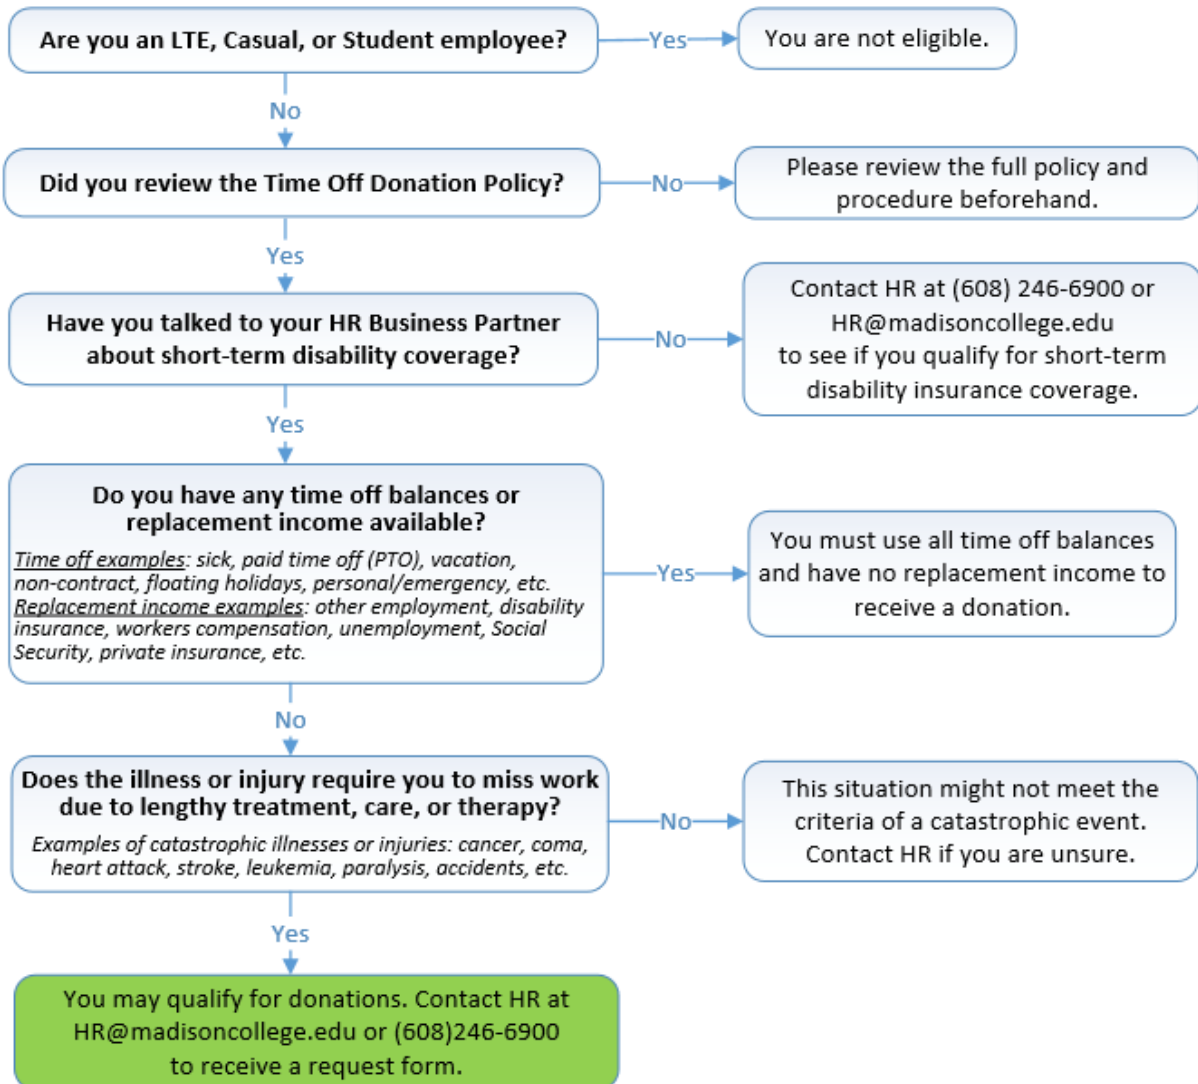 Are you an LTE, Casual, or Student employee?
Yes
You are not eligible.
No
Did you review the Time Off Donation Policy?
No
Please review the full policy and
procedure beforehand.
Yes
Have you talked to your HR Business Partner
about short-term disability coverage?
No
Contact HR at (608) 246-6900 or
HR@madisoncollege.edu
to see if you qualify for short-term
disability insurance coverage.
Yes
Do you have any time off balances or
replacement income available?
Time off examples: sick, paid time off (PTO), vacation,
non-contract, floating holidays, personal/emergency, etc.
Replacement income examples: other employment, disability
insurance, workers compensation, unemployment, Social
Security, private insurance, etc.
Yes
You must use all time off balances
and have no replacement income to
receive a donation.
No
Does the illness or injury require you to miss work
due to lengthy treatment, care, or therapy?
Examples of catastrophic illnesses or injuries: cancer, coma,
heart attack, stroke, leukemia, paralysis, accidents, etc.
No
This situation might not meet the
criteria of a catastrophic event.
Contact HR if you are unsure.
Yes
You may qualify for donations. Contact HR at
HR@madisoncollege.edu or (608)246-6900
to receive a request form.